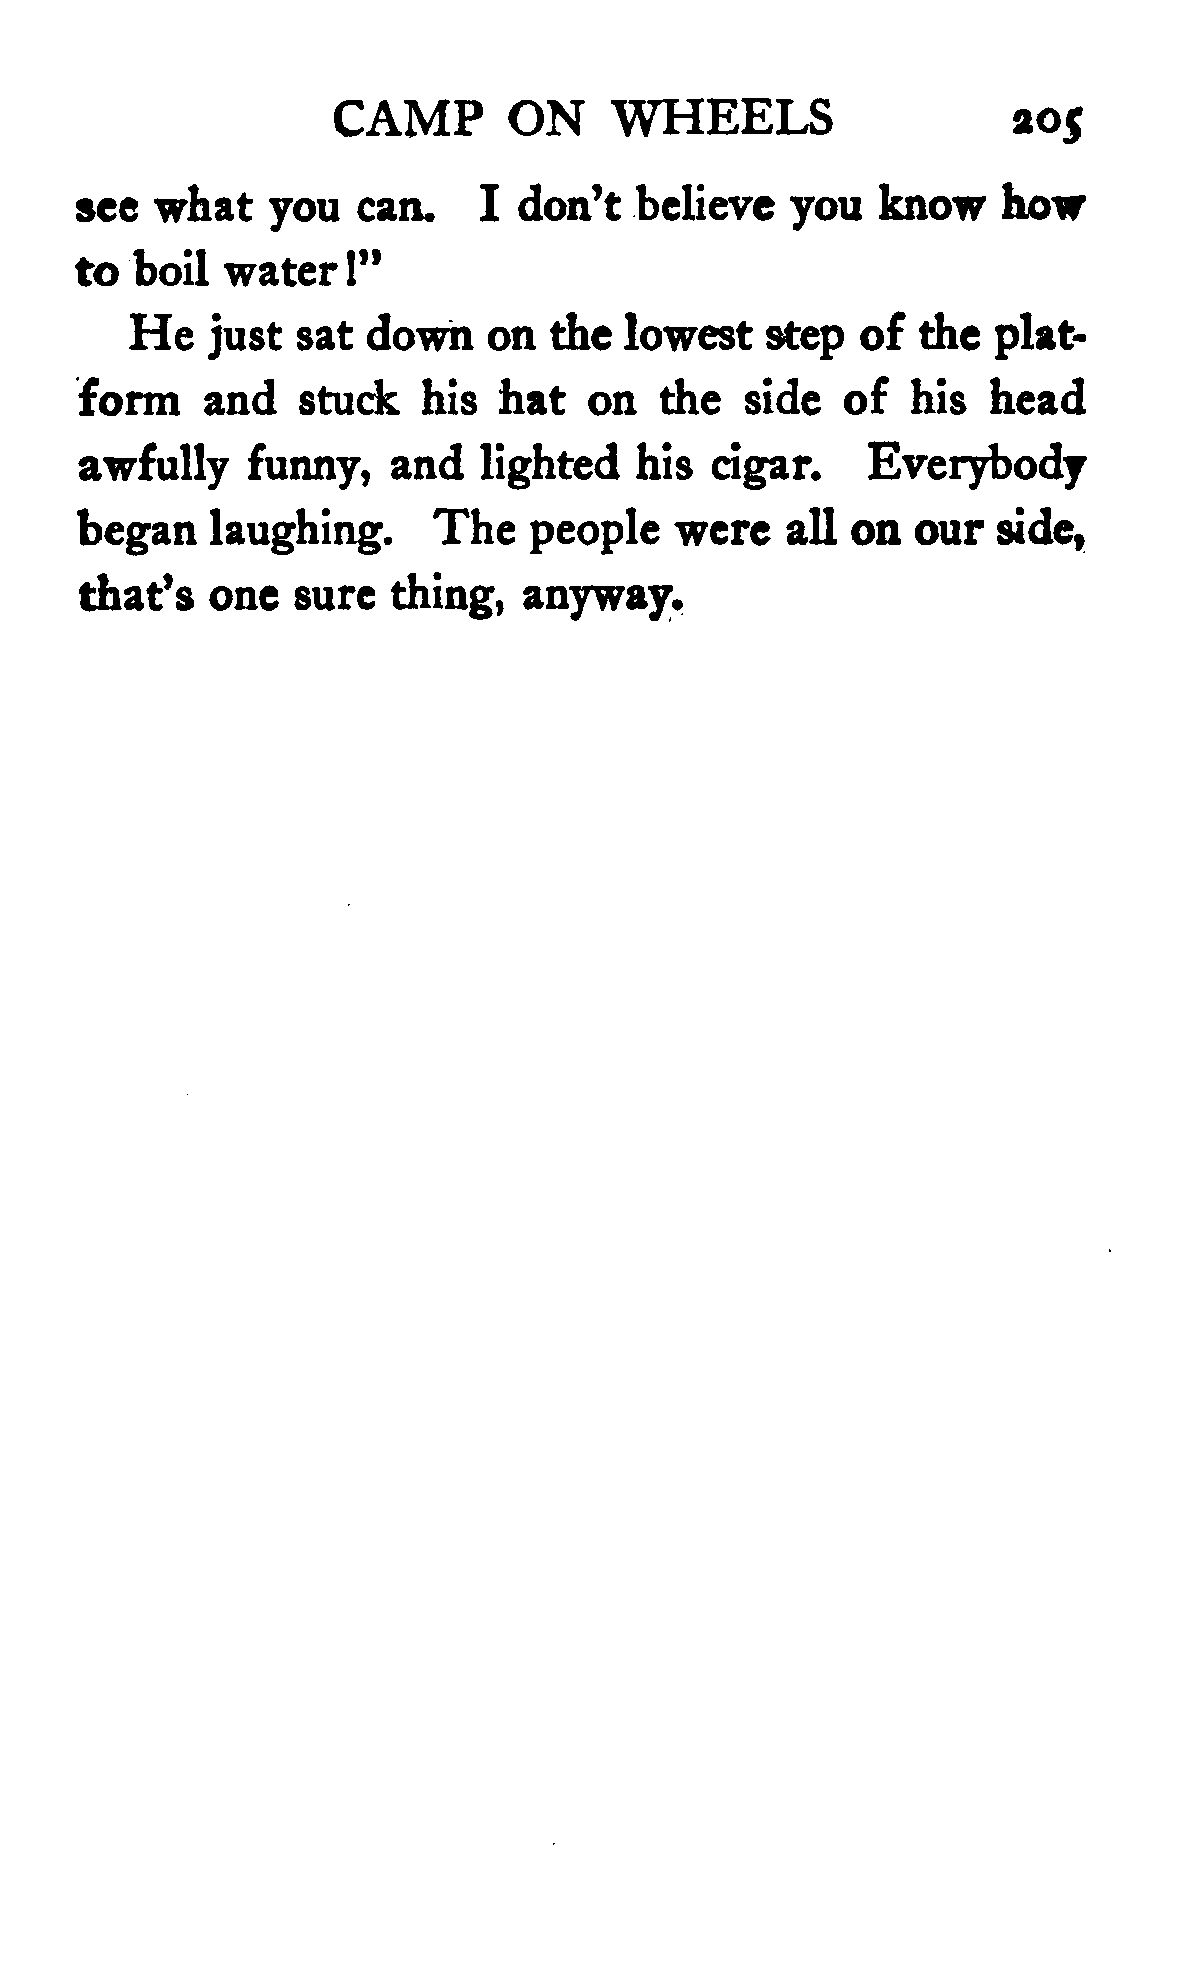 CAMP ON WHEELS 205
see what you can. I don't believe you know how
to boil water!"
He just sat down on the lowest step of the plat-
form and stuck his hat on the side of his head
awfully funny, and lighted his cigar. Everybody
began laughing. The people were all on our side,
that's one sure thing, anyway.